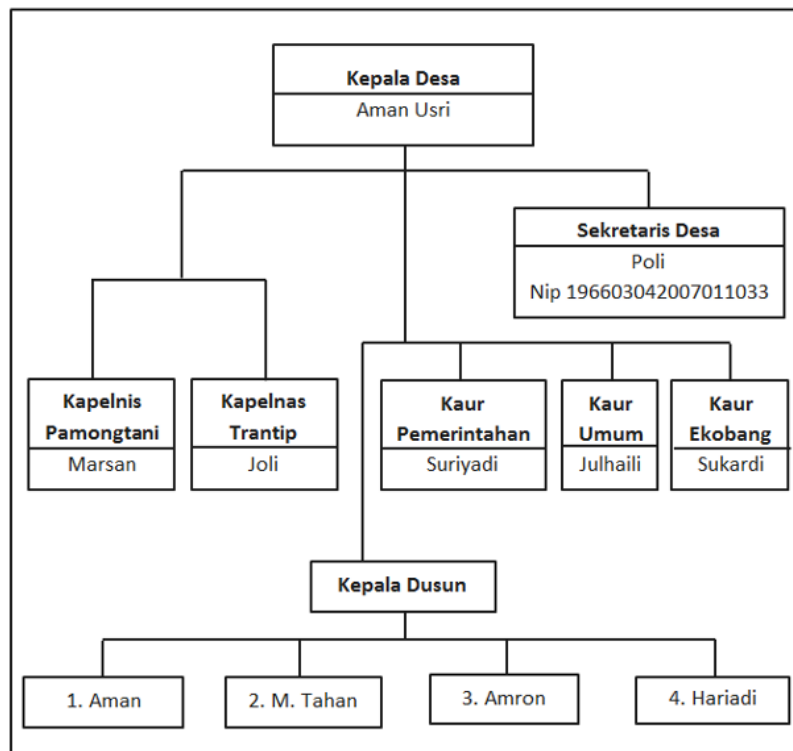 Kepala Desa
Aman Usri
Sekretaris Desa
Poli
Nip 196603042007011033
Kapelnis
Pamongtani
Marsan
Kapelnas
Trantip
Joli
Kaur
Pemerintahan
Suriyadi
Kaur
Umum
Julhaili
Kaur
Ekobang
Sukardi
Kepala Dusun
1. Aman
2. M. Tahan
3. Amron
4. Hariadi